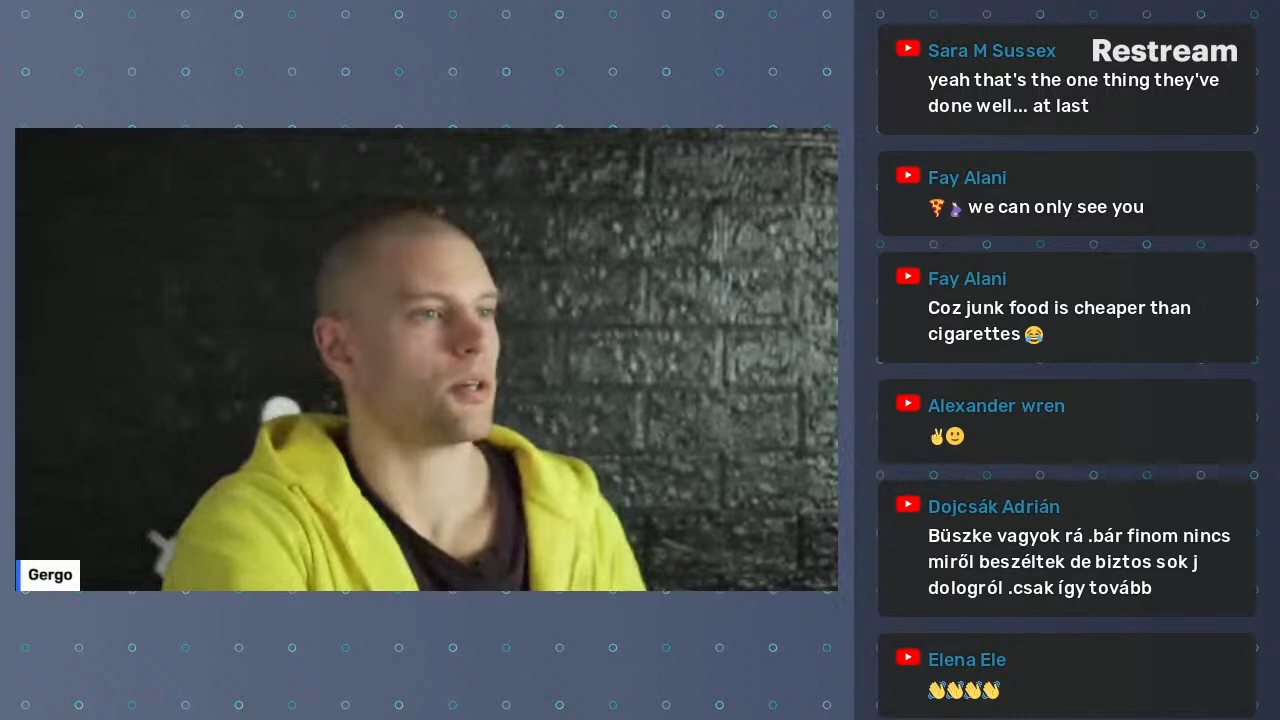 Gergo
Restream
Sara M Sussex
yeah that's the one thing they've
done well... at last
Fay Alani
🍕🤱 we can only see you
Fay Alani
Coz junk food is cheaper than
cigarettes 😂
Alexander wren
✌🙂
Dojcsák Adrián
Büszke vagyok rá .bár finom nincs
miről beszéltek de biztos sok j
dologról .csak így tovább
Elena Ele
👏👏👏👏